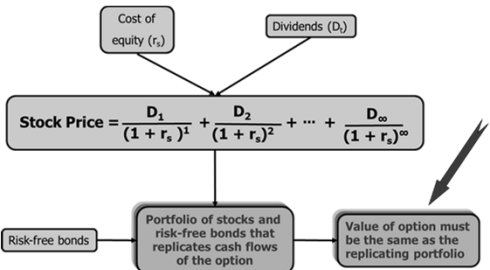 Cost of
equity (rs)
Dividends (Dt)
Stock Price = D1 / (1 + rs )1 + D2 / (1 + rs)2 + ... + D∞ / (1 + rs)∞
Portfolio of stocks and
risk-free bonds that
replicates cash flows
of the option
Risk-free bonds
Value of option must
be the same as the
replicating portfolio